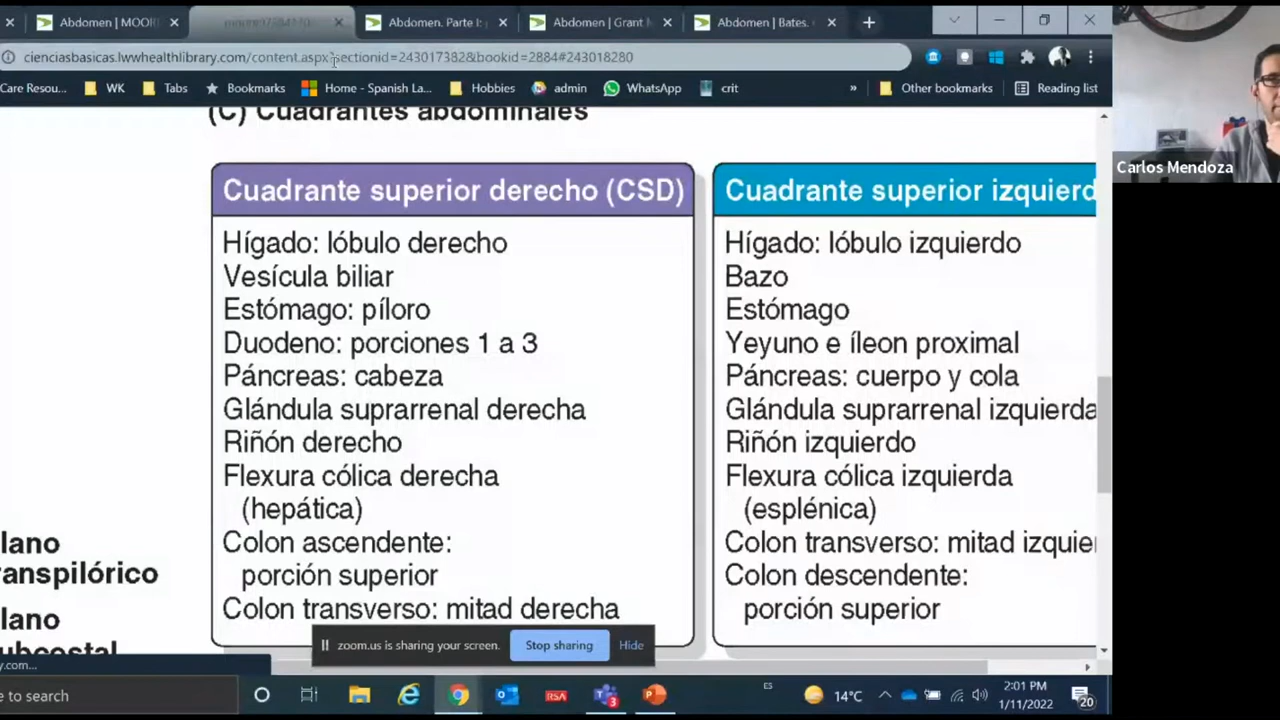 Abdomen | MOORE
Abdomen. Parte I:
Abdomen | Grant
Abdomen | Bates.
cienciasbasicas.lwwhealthlibrary.com/content.aspx?sectionid=243017382&bookid=2884#243018280
Care Resou...
WK
Tabs
Bookmarks
Home - Spanish La...
Hobbies
admin
WhatsApp
crit
»
Other bookmarks
Reading list
Carlos Mendoza
(C) Cuadrantes abdominales
Cuadrante superior derecho (CSD)
Hígado: lóbulo derecho
Vesícula biliar
Estómago: píloro
Duodeno: porciones 1 a 3
Páncreas: cabeza
Glándula suprarrenal derecha
Riñón derecho
Flexura cólica derecha
(hepática)
Colon ascendente:
porción superior
Colon transverso: mitad derecha
Cuadrante superior izquierd
Hígado: lóbulo izquierdo
Bazo
Estómago
Yeyuno e íleon proximal
Páncreas: cuerpo y cola
Glándula suprarrenal izquierda
Riñón izquierdo
Flexura cólica izquierda
(esplénica)
Colon transverso: mitad izquier
Colon descendente:
porción superior
lano
ranspilórico
lano
ubcostal
zoom.us is sharing your screen.
Stop sharing
Hide
y.com...
e to search
RSA
3
ES
14°C
2:01 PM
1/11/2022
20